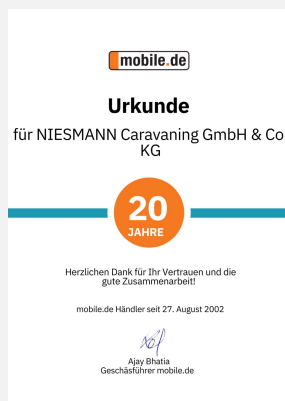 mobile.de
Urkunde
für NIESMANN Caravaning GmbH & Co
KG
20
JAHRE
Herzlichen Dank für Ihr Vertrauen und die
gute Zusammenarbeit!
mobile.de Händler seit 27. August 2002
Ajay Bhatia
Geschäsführer mobile.de